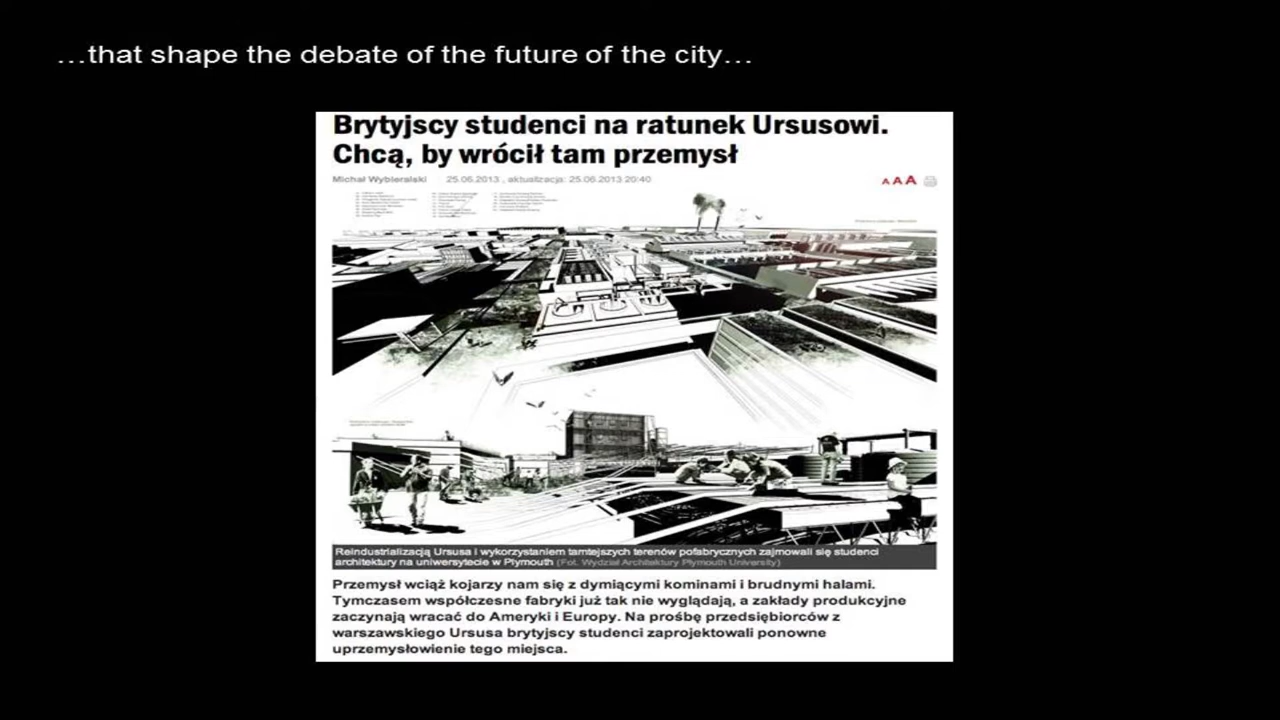 …that shape the debate of the future of the city…
Brytyjscy studenci na ratunek Ursusowi.
Chcą, by wrócił tam przemysł
Michał Wybieralski 25.06.2013 , aktualizacja: 25.06.2013 20:40
A A A
Reindustrializacją Ursusa i wykorzystaniem tamtejszych terenów pofabrycznych zajmowali się studenci
architektury na uniwersytecie w Plymouth (Fot. Wydział Architektury Plymouth University)
Przemysł wciąż kojarzy nam się z dymiącymi kominami i brudnymi halami.
Tymczasem współczesne fabryki już tak nie wyglądają, a zakłady produkcyjne
zaczynają wracać do Ameryki i Europy. Na prośbę przedsiębiorców z
warszawskiego Ursusa brytyjscy studenci zaprojektowali ponowne
uprzemysłowienie tego miejsca.